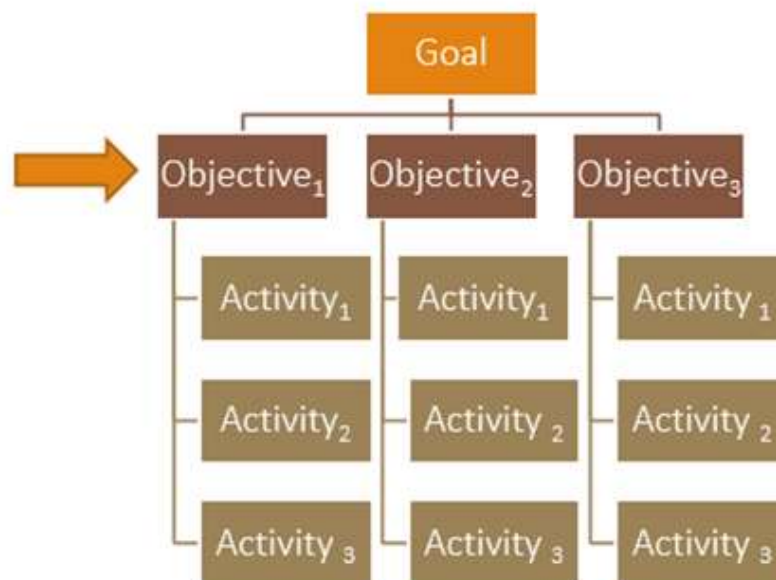 Goal
Objective₁ Objective₂ Objective₃
Activity₁ Activity₁ Activity ₁
Activity₂ Activity ₂ Activity ₂
Activity ₃ Activity ₃ Activity ₃